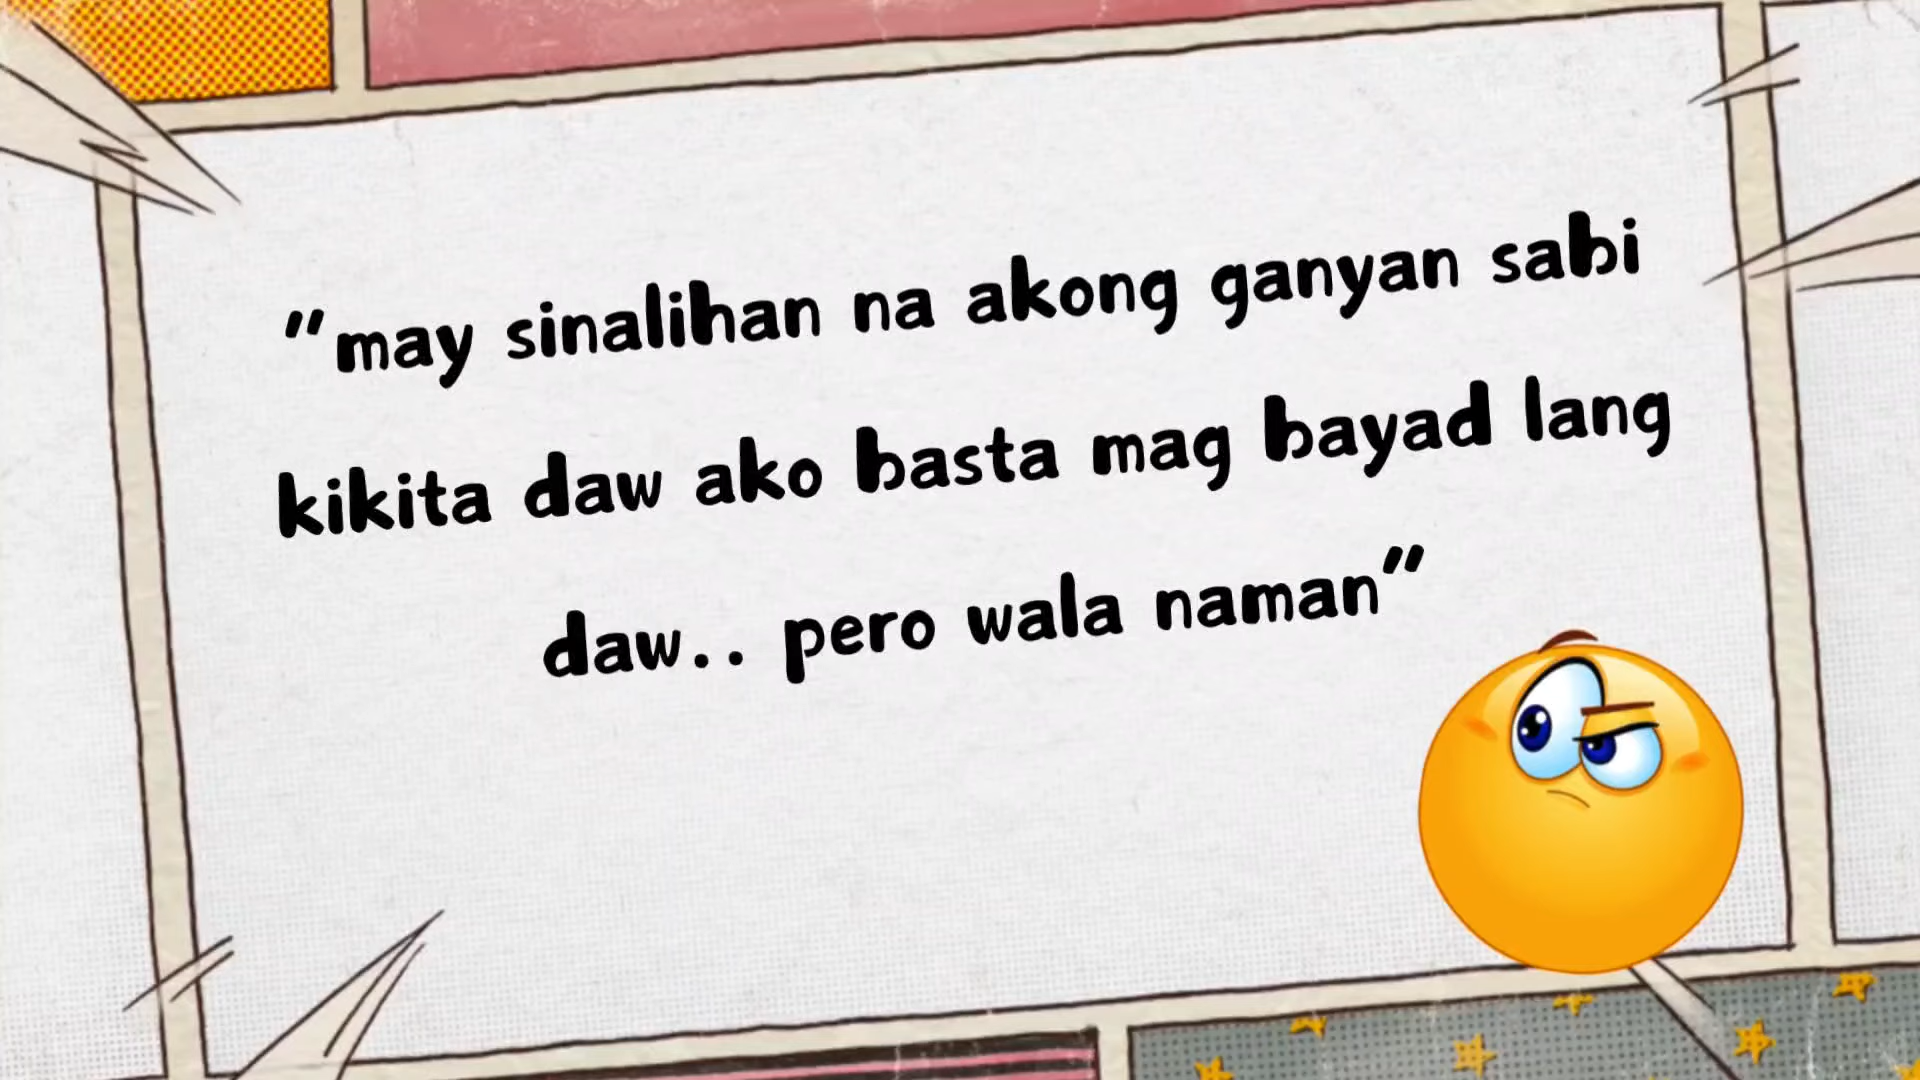 "may sinalihan na akong ganyan sabi
kikita daw ako basta mag bayad lang
daw.. pero wala naman"